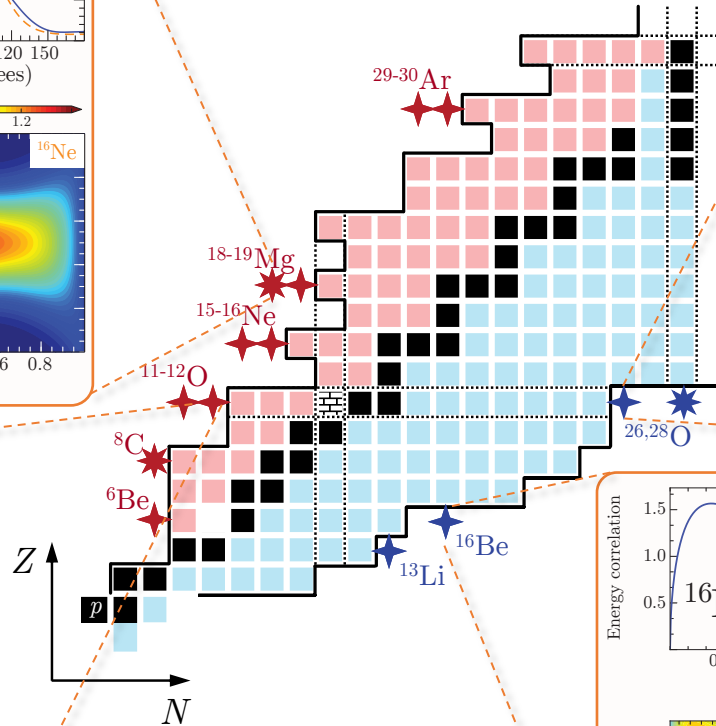 120 150
ees)
1.2
¹⁶Ne
6 0.8
²⁹⁻³⁰Ar
¹⁸⁻¹⁹Mg
¹⁵⁻¹⁶Ne
¹¹⁻¹²O
⁸C
⁶Be
²⁶,²⁸O
¹⁶Be
¹³Li
Z
p
N
Energy correlation
1.5
1.0
0.5
16
0